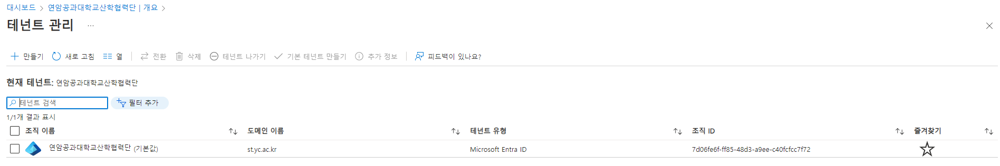 대시보드 > 연암공과대학교산학협력단 | 개요 >
테넌트 관리 ...
만들기 새로 고침 열 전환 삭제 테넌트 나가기 기본 테넌트 만들기 추가 정보 피드백이 있나요?
현재 테넌트: 연암공과대학교산학협력단
테넌트 검색 필터 추가
1/1개 결과 표시
조직 이름 도메인 이름 테넌트 유형 조직 ID 즐겨찾기
연암공과대학교산학협력단 (기본값) st.yc.ac.kr Microsoft Entra ID 7d06fe6f-ff85-48d3-a9ee-c40fcfcc7f72